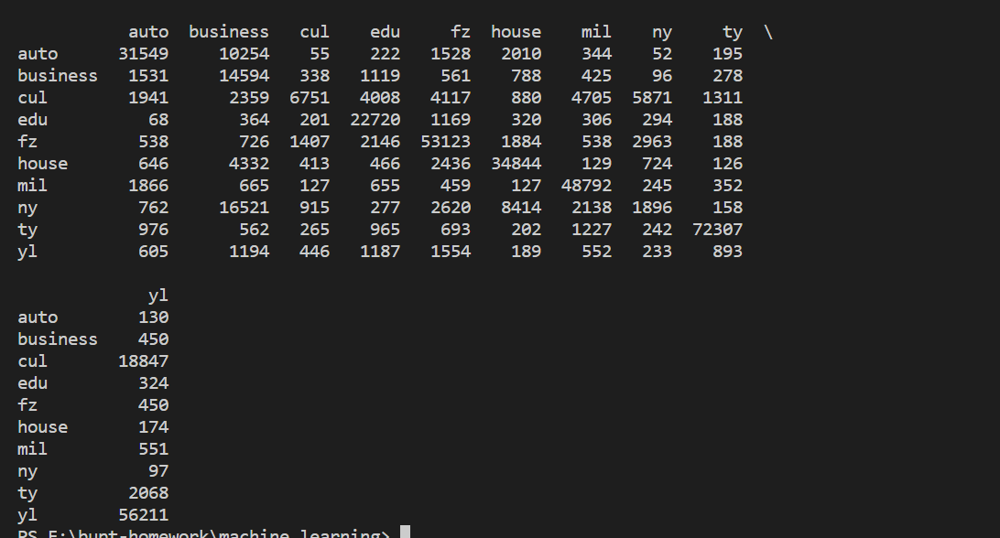 auto business cul edu fz house mil ny ty \
auto 31549 10254 55 222 1528 2010 344 52 195
business 1531 14594 338 1119 561 788 425 96 278
cul 1941 2359 6751 4008 4117 880 4705 5871 1311
edu 68 364 201 22720 1169 320 306 294 188
fz 538 726 1407 2146 53123 1884 538 2963 188
house 646 4332 413 466 2436 34844 129 724 126
mil 1866 665 127 655 459 127 48792 245 352
ny 762 16521 915 277 2620 8414 2138 1896 158
ty 976 562 265 965 693 202 1227 242 72307
yl 605 1194 446 1187 1554 189 552 233 893
yl
auto 130
business 450
cul 18847
edu 324
fz 450
house 174
mil 551
ny 97
ty 2068
yl 56211
PS E:\bupt-homework\machine learning>